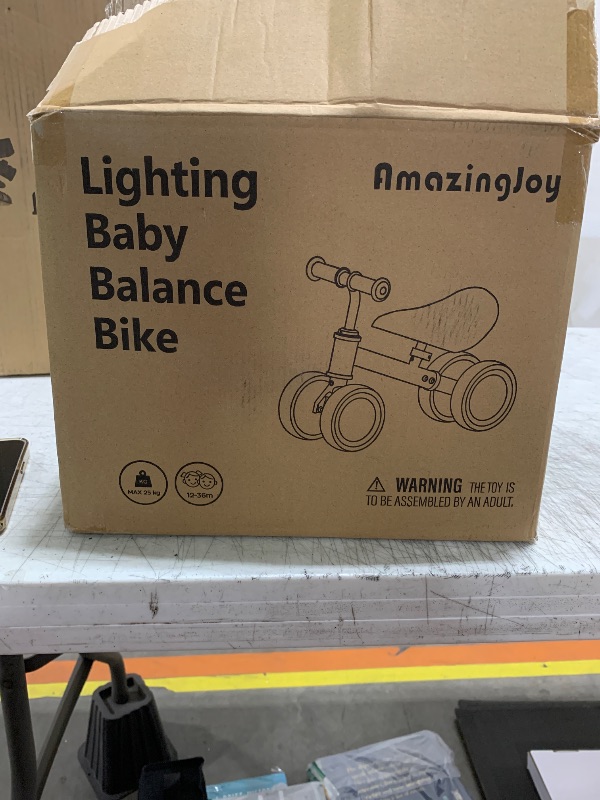 Lighting
Baby
Balance
Bike
AmazingJoy
KG
MAX 25 kg
12-36m
WARNING THE TOY IS
TO BE ASSEMBLED BY AN ADULT.